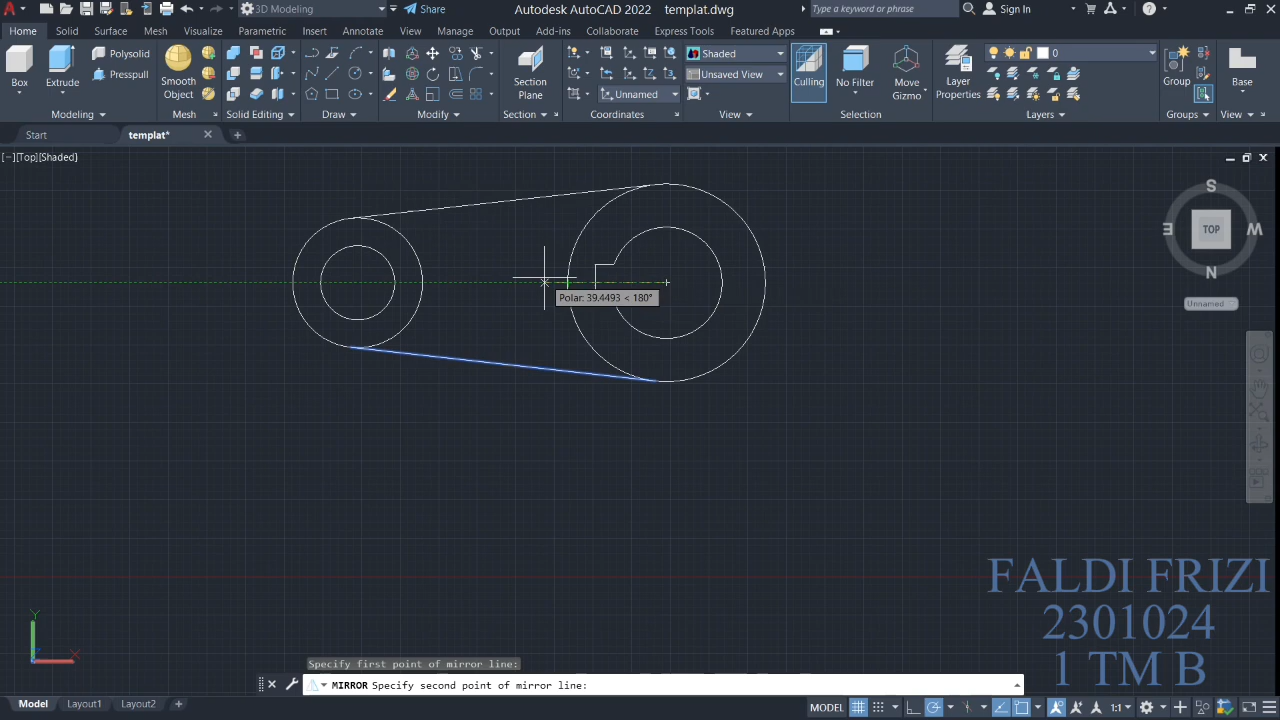 Autodesk AutoCAD 2022 templat.dwg
3D Modeling
Share
Type a keyword or phrase
Sign In
Home Solid Surface Mesh Visualize Parametric Insert Annotate View Manage Output Add-ins Collaborate Express Tools Featured Apps
Box
Extrude
Polysolid
Presspull
Smooth
Object
Section
Plane
Unnamed
Shaded
Unsaved View
Culling
No Filter
Move
Gizmo
Layer
Properties
0
Group
Base
Modeling
Mesh
Solid Editing
Draw
Modify
Section
Coordinates
View
Selection
Layers
Groups
View
Start
templat*
[−][Top][Shaded]
S
E
TOP
W
N
Unnamed
Polar: 39.4493 < 180°
FALDI FRIZI
2301024
1 TM B
Y
X
Specify first point of mirror line:
MIRROR Specify second point of mirror line:
Model Layout1 Layout2
MODEL
1:1